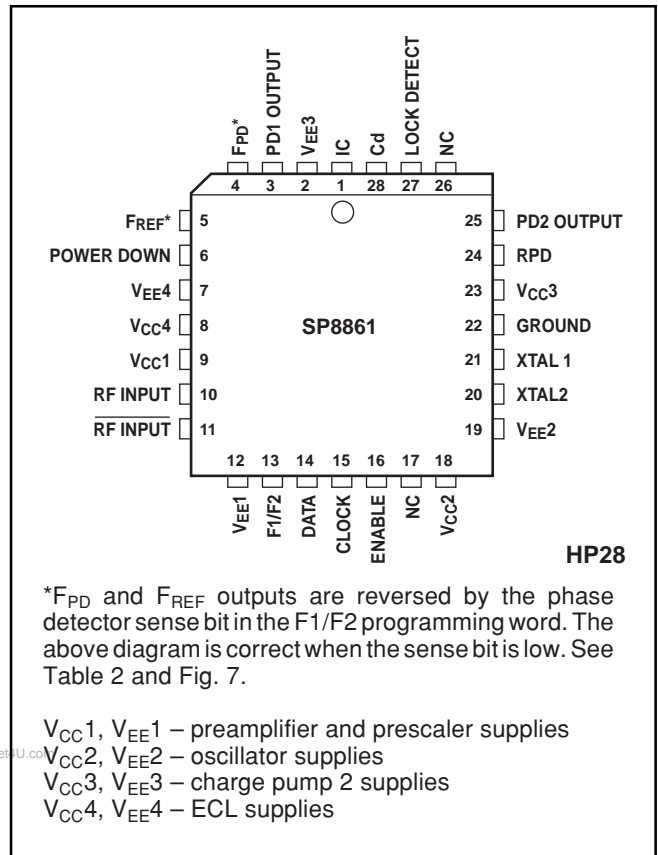 FPD*
PD1 OUTPUT
VEE3
IC
Cd
LOCK DETECT
NC
4 3 2 1 28 27 26
FREF* 5
POWER DOWN 6
VEE4 7
VCC4 8
VCC1 9
RF INPUT 10
RF INPUT 11
SP8861
25 PD2 OUTPUT
24 RPD
23 VCC3
22 GROUND
21 XTAL 1
20 XTAL2
19 VEE2
12 13 14 15 16 17 18
VEE1
F1/F2
DATA
CLOCK
ENABLE
NC
VCC2
HP28
*FPD and FREF outputs are reversed by the phase
detector sense bit in the F1/F2 programming word. The
above diagram is correct when the sense bit is low. See
Table 2 and Fig. 7.
VCC1, VEE1 – preamplifier and prescaler supplies
VCC2, VEE2 – oscillator supplies
VCC3, VEE3 – charge pump 2 supplies
VCC4, VEE4 – ECL supplies
et4U.com